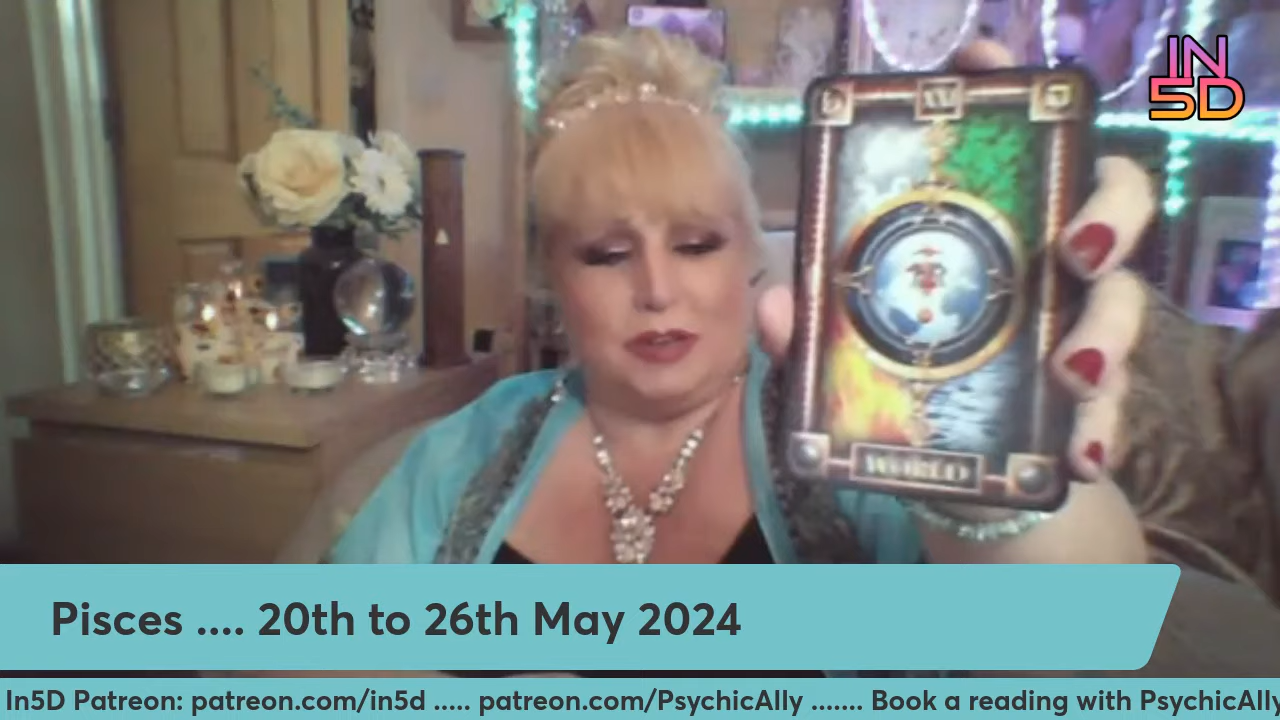 IN
5D
W
WORLD
Pisces .... 20th to 26th May 2024
In5D Patreon: patreon.com/in5d ..... patreon.com/PsychicAlly ....... Book a reading with PsychicAlly